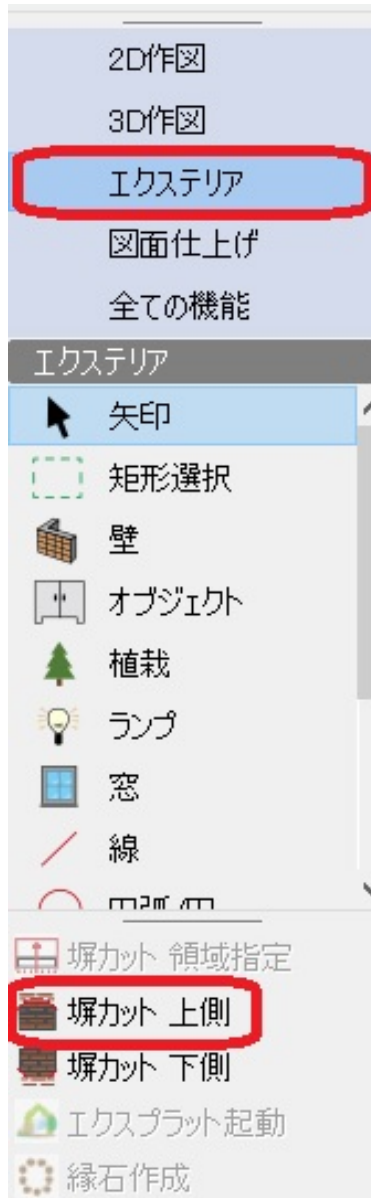 2D作図
3D作図
エクステリア
図面仕上げ
全ての機能
エクステリア
矢印
矩形選択
壁
オブジェクト
植栽
ランプ
窓
線
塀カット 領域指定
塀カット 上側
塀カット 下側
エクスプラット起動
縁石作成